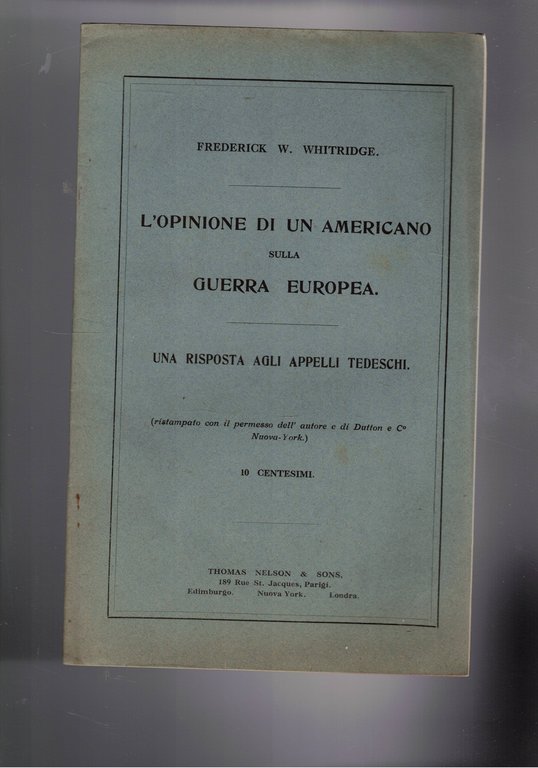 FREDERICK W. WHITRIDGE.
L'OPINIONE DI UN AMERICANO
SULLA
GUERRA EUROPEA.
UNA RISPOSTA AGLI APPELLI TEDESCHI.
(ristampato con il permesso dell' autore e di Dutton e Cº
Nuova-York.)
10 CENTESIMI.
THOMAS NELSON & SONS,
189 Rue St. Jacques, Parigi.
Edimburgo. Nuova York. Londra.